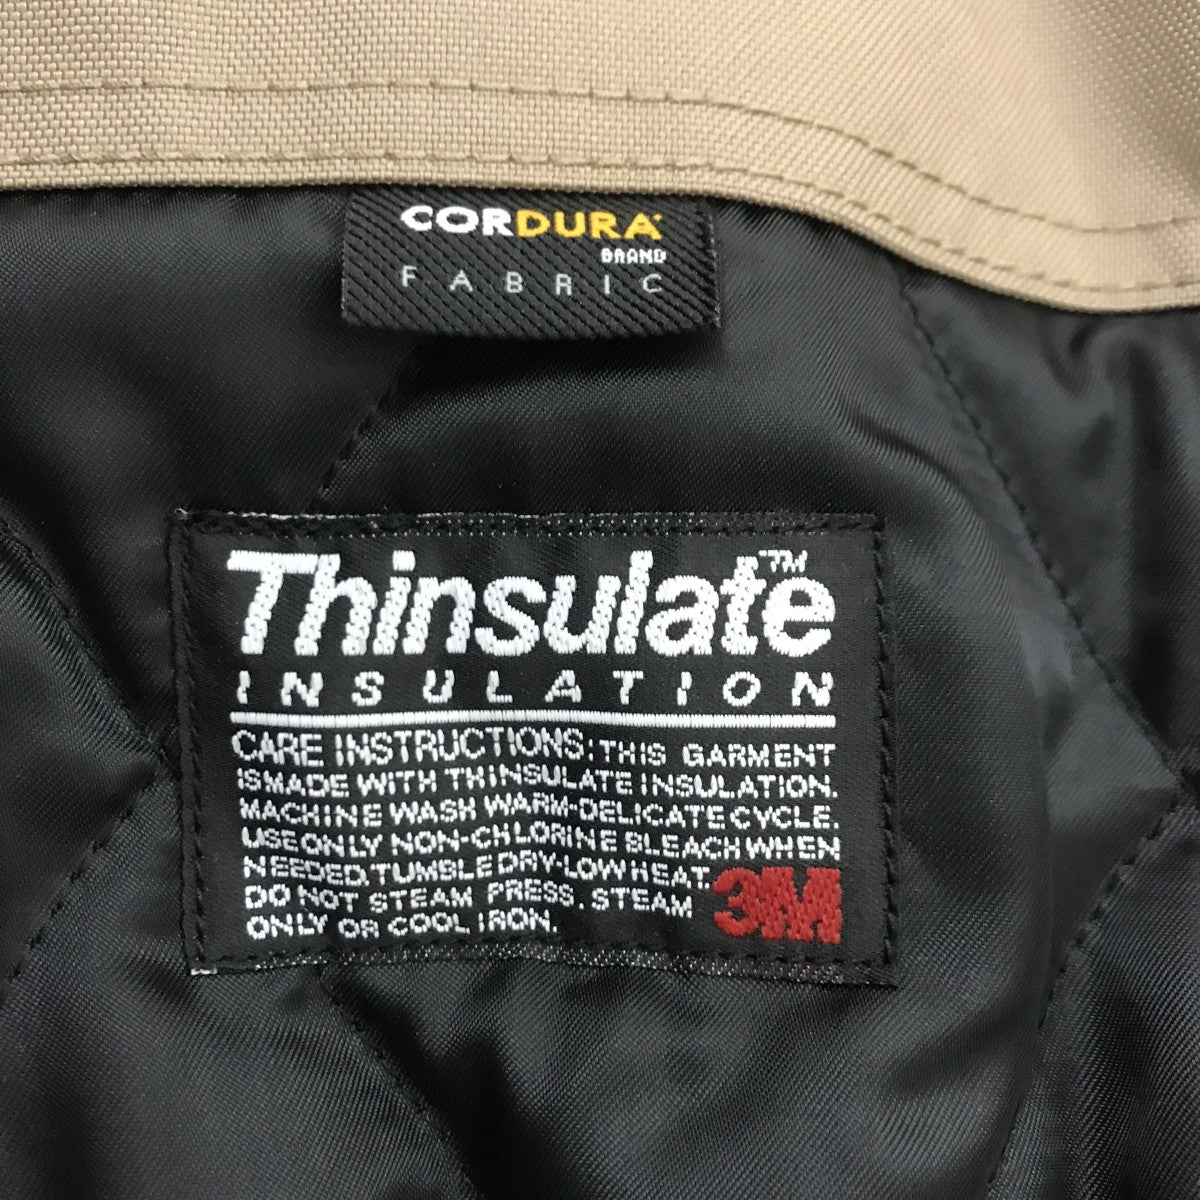 CORDURA
BRAND
FABRIC
Thinsulate™
INSULATION
CARE INSTRUCTIONS: THIS GARMENT
IS MADE WITH THINSULATE INSULATION.
MACHINE WASH WARM-DELICATE CYCLE.
USE ONLY NON-CHLORINE BLEACH WHEN
NEEDED, TUMBLE DRY-LOW HEAT.
DO NOT STEAM PRESS. STEAM
ONLY OR COOL IRON.
3M